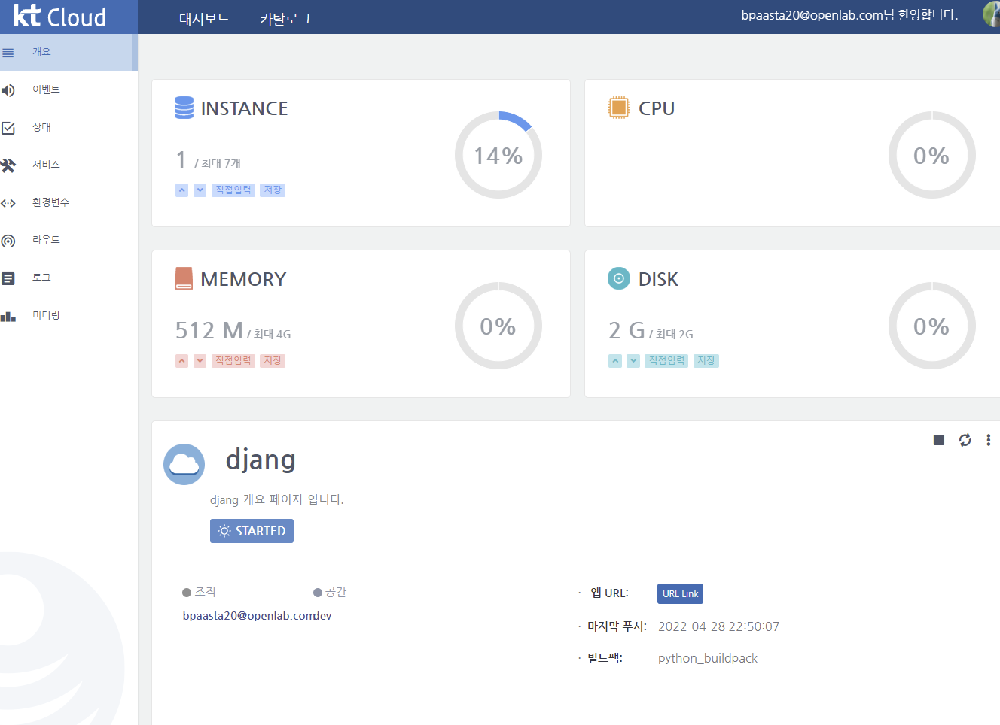 kt Cloud
대시보드 카탈로그
bpaasta20@openlab.com님 환영합니다.
개요
이벤트
상태
서비스
환경변수
라우트
로그
미터링
INSTANCE
1 / 최대 7개
직접입력 저장
14%
CPU
0%
MEMORY
512 M / 최대 4G
직접입력 저장
0%
DISK
2 G / 최대 2G
직접입력 저장
0%
djang
djang 개요 페이지 입니다.
STARTED
조직 공간
bpaasta20@openlab.comdev
· 앱 URL: URL Link
· 마지막 푸시: 2022-04-28 22:50:07
· 빌드팩: python_buildpack